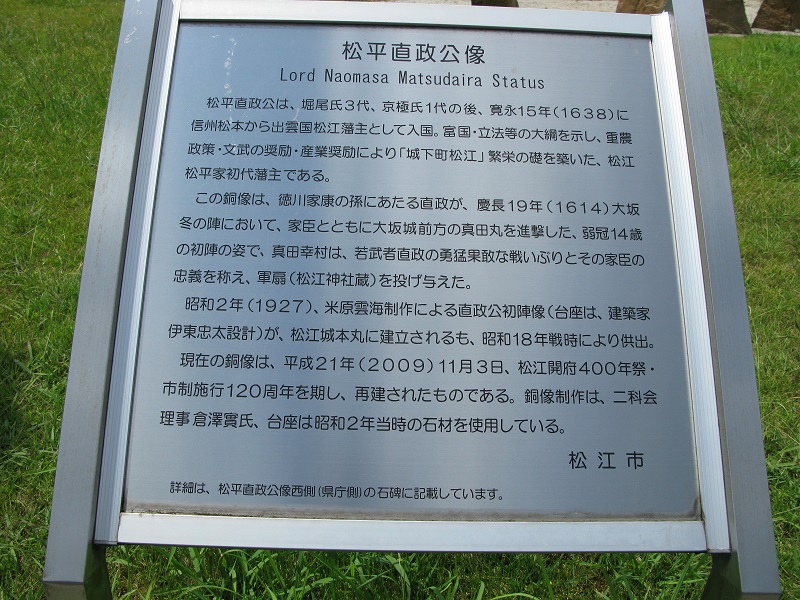 松平直政公像
Lord Naomasa Matsudaira Status
松平直政公は、堀尾氏3代、京極氏1代の後、寛永15年(1638)に
信州松本から出雲国松江藩主として入国。富国・立法等の大綱を示し、重農
政策・文武の奨励・産業奨励により「城下町松江」繁栄の礎を築いた、松江
松平家初代藩主である。
この銅像は、徳川家康の孫にあたる直政が、慶長19年(1614)大坂
冬の陣において、家臣とともに大坂城前方の真田丸を進撃した、弱冠14歳
の初陣の姿で、真田幸村は、若武者直政の勇猛果敢な戦いぶりとその家臣の
忠義を称え、軍扇(松江神社蔵)を投げ与えた。
昭和2年(1927)、米原雲海制作による直政公初陣像(台座は、建築家
伊東忠太設計)が、松江城本丸に建立されるも、昭和18年戦時により供出。
現在の銅像は、平成21年(2009)11月3日、松江開府400年祭・
市制施行120周年を期し、再建されたものである。銅像制作は、二科会
理事倉澤實氏、台座は昭和2年当時の石材を使用している。
松江市
詳細は、松平直政公像西側(県庁側)の石碑に記載しています。